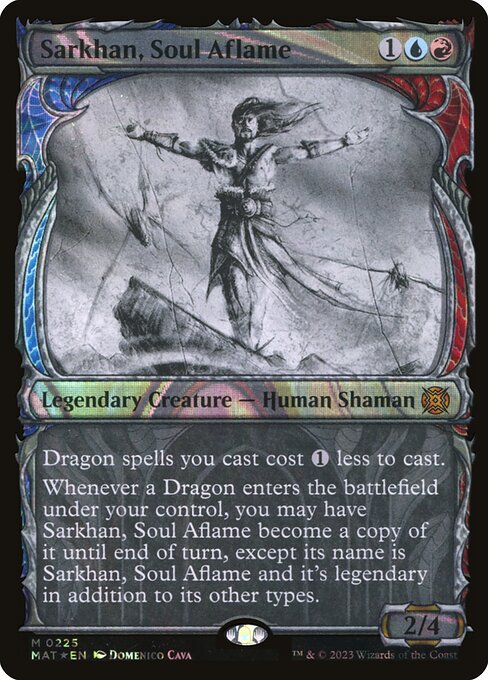 Sarkhan, Soul Aflame 1
Legendary Creature — Human Shaman
Dragon spells you cast cost 1 less to cast.
Whenever a Dragon enters the battlefield
under your control, you may have
Sarkhan, Soul Aflame become a copy of
it until end of turn, except its name is
Sarkhan, Soul Aflame and it's legendary
in addition to its other types.
2/4
M 0225
MAT★EN Domenico Cava ™ & © 2023 Wizards of the Coast